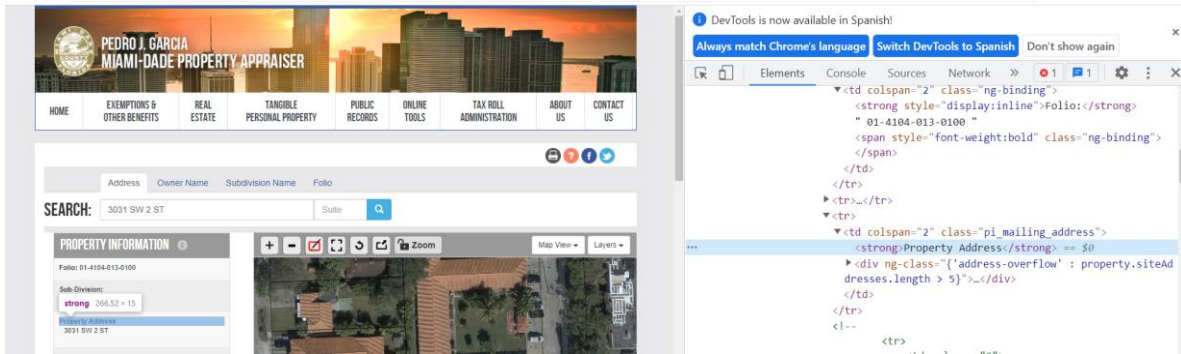 PEDRO J. GARCIA
MIAMI-DADE PROPERTY APPRAISER
HOME
EXEMPTIONS &
OTHER BENEFITS
REAL
ESTATE
TANGIBLE
PERSONAL PROPERTY
PUBLIC
RECORDS
ONLINE
TOOLS
TAX ROLL
ADMINISTRATION
ABOUT
US
CONTACT
US
Address Owner Name Subdivision Name Folio
SEARCH: 3031 SW 2 ST Suite
PROPERTY INFORMATION
Zoom Map View Layers
Folio: 01-4104-013-0100
Sub-Division:
strong 266.52 × 15
Property Address
3031 SW 2 ST
DevTools is now available in Spanish!
Always match Chrome's language Switch DevTools to Spanish Don't show again
Elements Console Sources Network » 1 1
▼<td colspan="2" class="ng-binding">
<strong style="display:inline">Folio:</strong>
" 01-4104-013-0100 "
<span style="font-weight:bold" class="ng-binding">
</span>
</td>
</tr>
▶<tr>…</tr>
▼<tr>
▼<td colspan="2" class="pi_mailing_address">
<strong>Property Address</strong> == $0
▶<div ng-class="{'address-overflow' : property.siteAd
dresses.length > 5}">…</div>
</td>
</tr>
<!--
<tr>